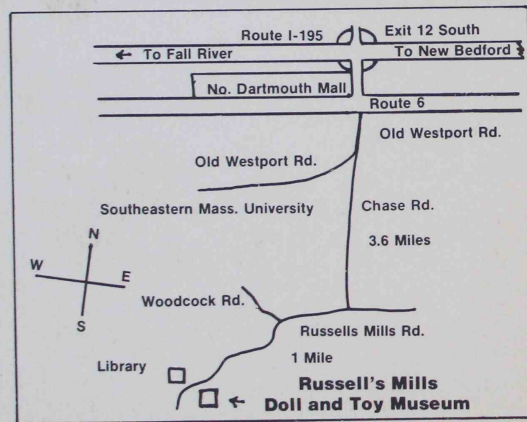 Route I-195
Exit 12 South
← To Fall River
To New Bedford
No. Dartmouth Mall
Route 6
Old Westport Rd.
Old Westport Rd.
Southeastern Mass. University
Chase Rd.
3.6 Miles
N
W
E
S
Woodcock Rd.
Russells Mills Rd.
1 Mile
Library
← Russell's Mills
Doll and Toy Museum